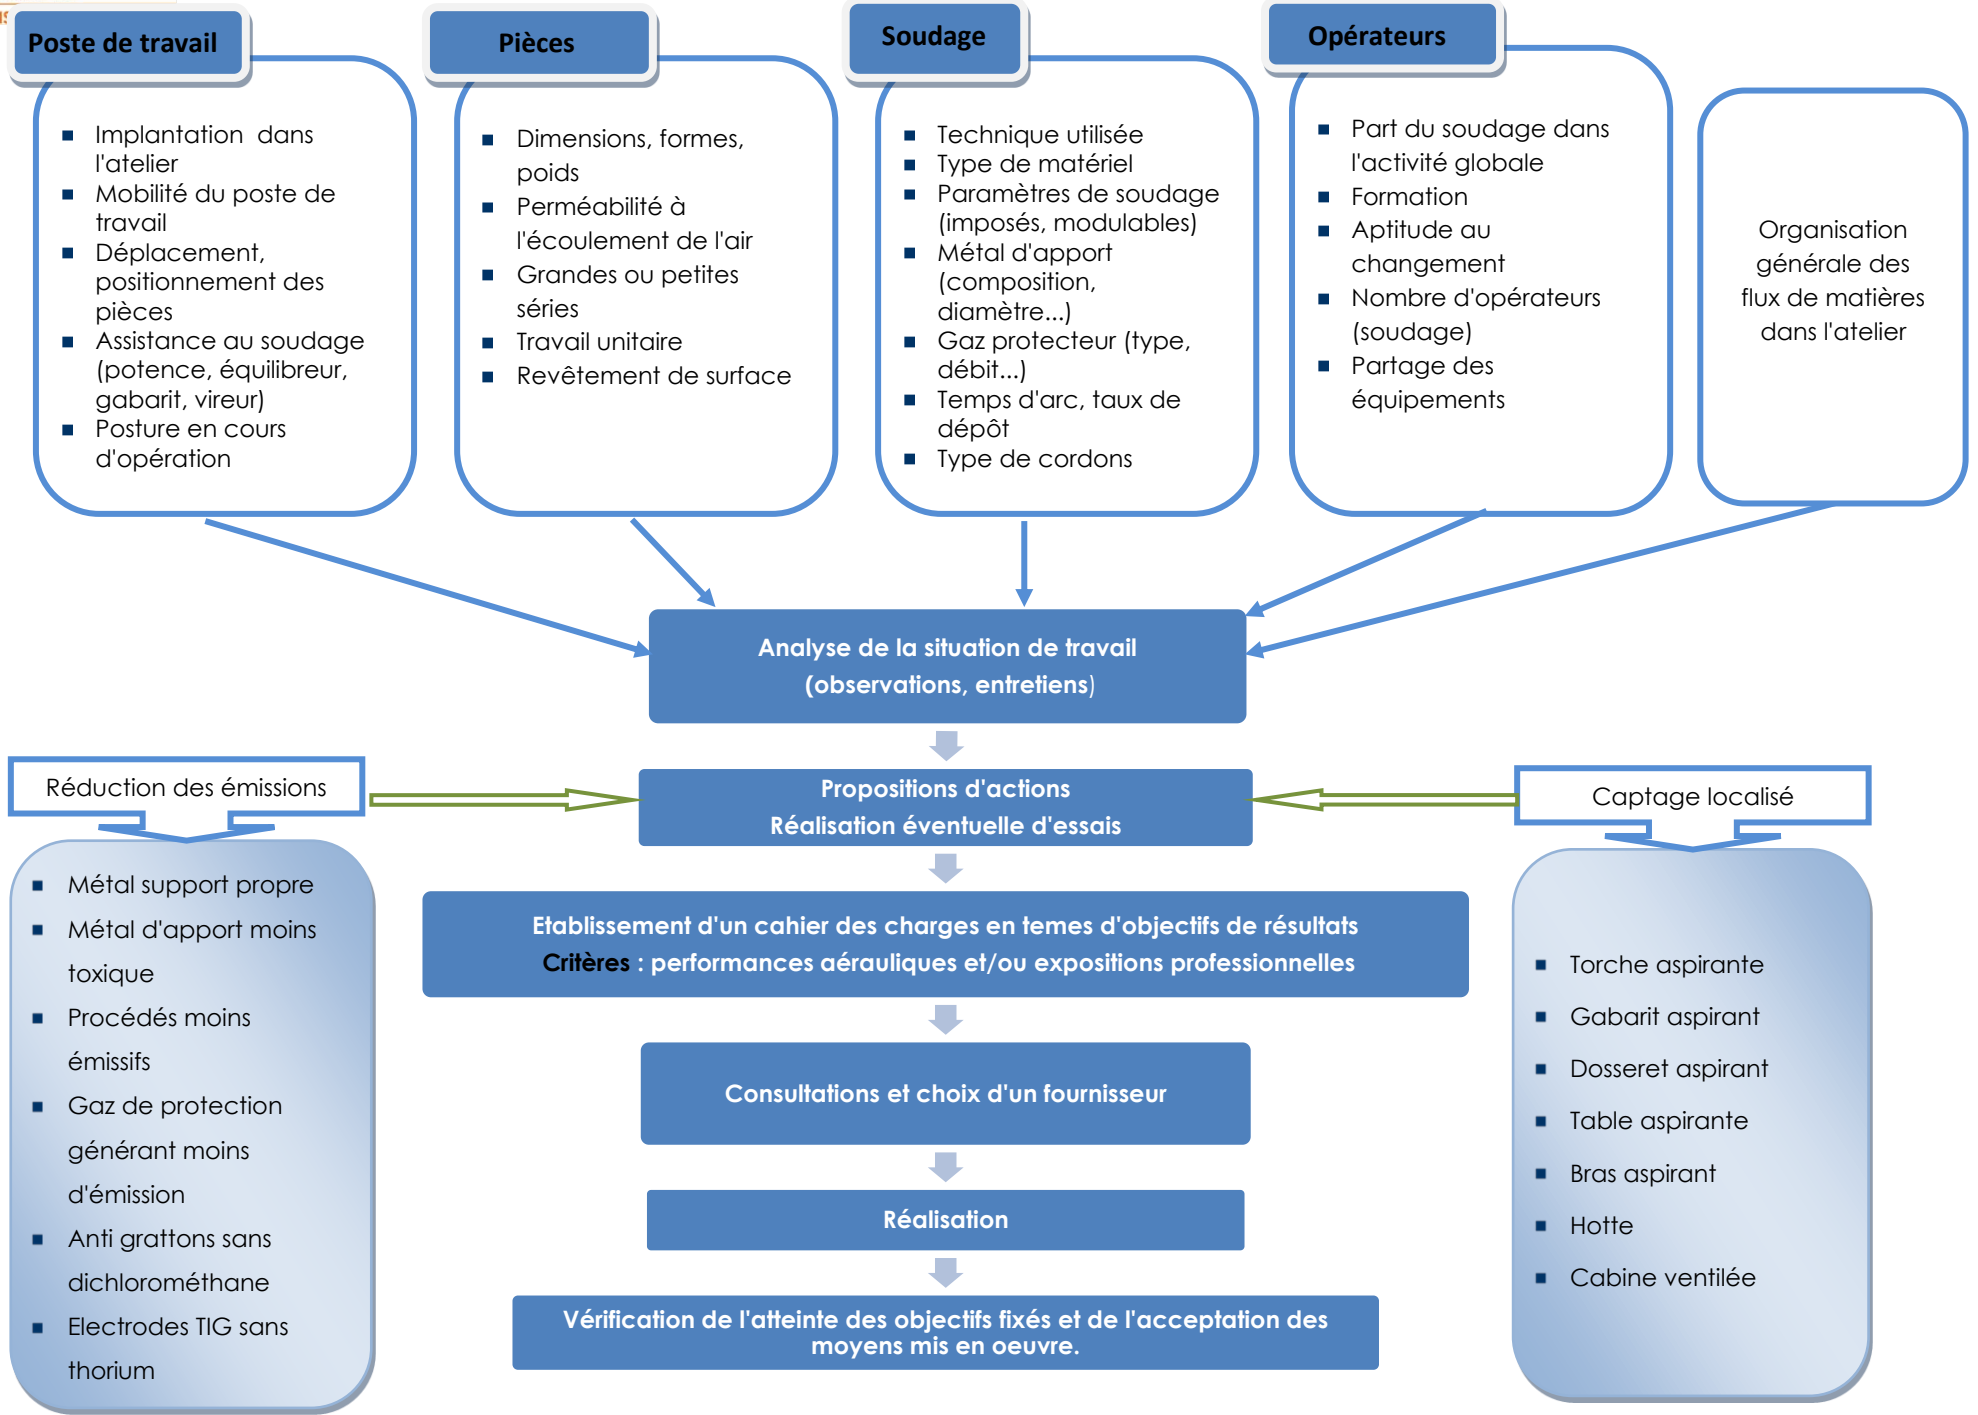 Poste de travail
Implantation dans
l'atelier
Mobilité du poste de
travail
Déplacement,
positionnement des
pièces
Assistance au soudage
(potence, équilibreur,
gabarit, vireur)
Posture en cours
d'opération
Pièces
Dimensions, formes,
poids
Perméabilité à
l'écoulement de l'air
Grandes ou petites
séries
Travail unitaire
Revêtement de surface
Soudage
Technique utilisée
Type de matériel
Paramètres de soudage
(imposés, modulables)
Métal d'apport
(composition,
diamètre...)
Gaz protecteur (type,
débit...)
Temps d'arc, taux de
dépôt
Type de cordons
Opérateurs
Part du soudage dans
l'activité globale
Formation
Aptitude au
changement
Nombre d'opérateurs
(soudage)
Partage des
équipements
Organisation
générale des
flux de matières
dans l'atelier
Analyse de la situation de travail
(observations, entretiens)
Réduction des émissions
Métal support propre
Métal d'apport moins
toxique
Procédés moins
émissifs
Gaz de protection
générant moins
d'émission
Anti grattons sans
dichlorométhane
Electrodes TIG sans
thorium
Propositions d'actions
Réalisation éventuelle d'essais
Etablissement d'un cahier des charges en temes d'objectifs de résultats
Critères : performances aérauliques et/ou expositions professionnelles
Consultations et choix d'un fournisseur
Réalisation
Vérification de l'atteinte des objectifs fixés et de l'acceptation des
moyens mis en oeuvre.
Captage localisé
Torche aspirante
Gabarit aspirant
Dosseret aspirant
Table aspirante
Bras aspirant
Hotte
Cabine ventilée